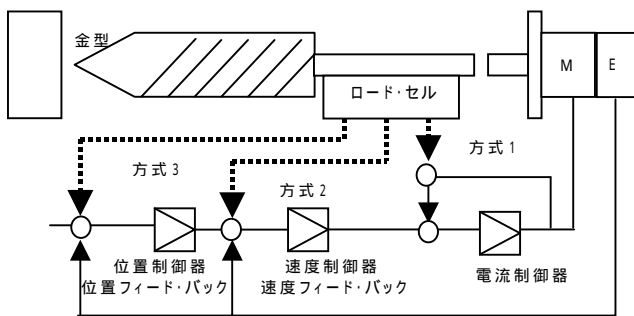 金型
M
E
ロード・セル
方式1
方式3
方式2
位置制御器
位置フィード・バック
速度制御器
速度フィード・バック
電流制御器